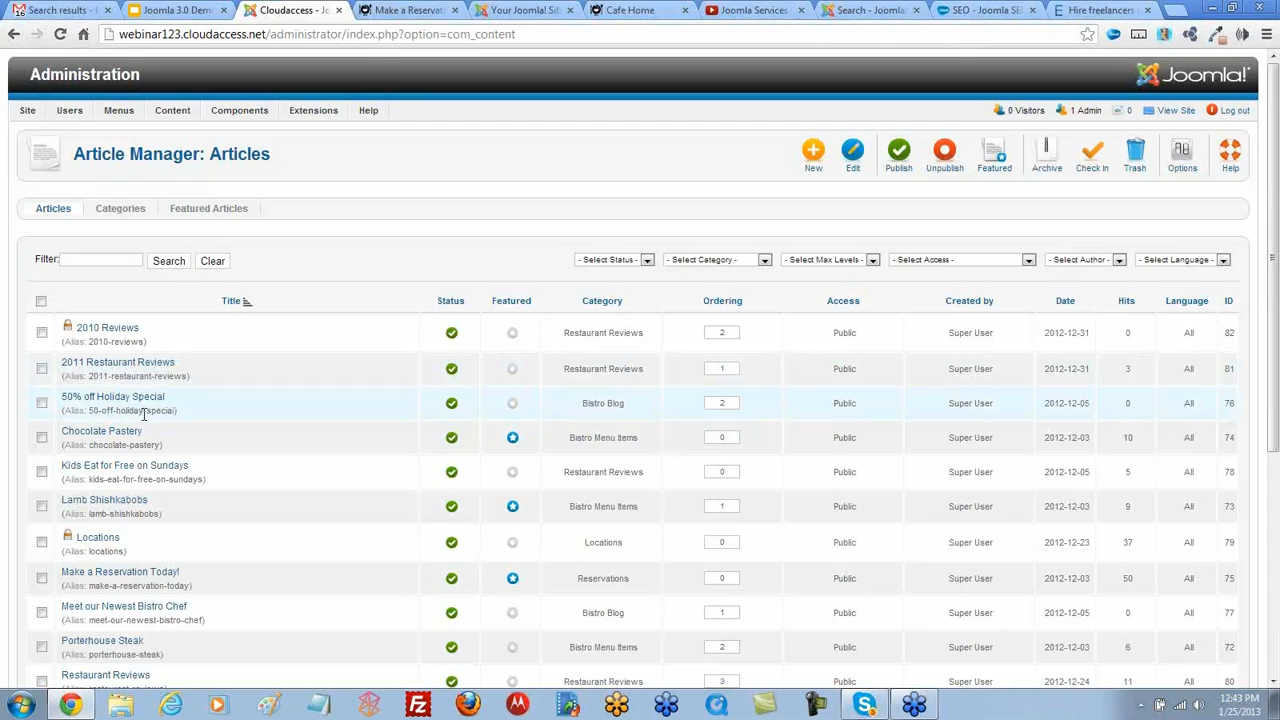 Search results -
Joomla 3.0 Dem
Cloudaccess - Jo
Make a Reservat
Your Joomla! Sit
Cafe Home
Joomla Services
Search - Joomla
SEO - Joomla SE
Hire freelancers
webinar123.cloudaccess.net/administrator/index.php?option=com_content
Administration
Joomla!
Site Users Menus Content Components Extensions Help
0 Visitors 1 Admin 0 View Site Log out
Article Manager: Articles
New Edit Publish Unpublish Featured Archive Check In Trash Options Help
Articles Categories Featured Articles
Filter: Search Clear - Select Status - - Select Category - - Select Max Levels - - Select Access - - Select Author - - Select Language -
Title Status Featured Category Ordering Access Created by Date Hits Language ID
2010 Reviews
(Alias: 2010-reviews)
Restaurant Reviews 2 Public Super User 2012-12-31 0 All 82
2011 Restaurant Reviews
(Alias: 2011-restaurant-reviews)
Restaurant Reviews 1 Public Super User 2012-12-31 3 All 81
50% off Holiday Special
(Alias: 50-off-holiday-special)
Bistro Blog 2 Public Super User 2012-12-05 0 All 76
Chocolate Pastery
(Alias: chocolate-pastery)
Bistro Menu Items 0 Public Super User 2012-12-03 10 All 74
Kids Eat for Free on Sundays
(Alias: kids-eat-for-free-on-sundays)
Restaurant Reviews 0 Public Super User 2012-12-05 5 All 78
Lamb Shishkabobs
(Alias: lamb-shishkabobs)
Bistro Menu Items 1 Public Super User 2012-12-03 9 All 73
Locations
(Alias: locations)
Locations 0 Public Super User 2012-12-23 37 All 79
Make a Reservation Today!
(Alias: make-a-reservation-today)
Reservations 0 Public Super User 2012-12-03 50 All 75
Meet our Newest Bistro Chef
(Alias: meet-our-newest-bistro-chef)
Bistro Blog 1 Public Super User 2012-12-05 0 All 77
Porterhouse Steak
(Alias: porterhouse-steak)
Bistro Menu Items 2 Public Super User 2012-12-03 6 All 72
Restaurant Reviews
Restaurant Reviews 3 Public Super User 2012-12-24 11 All 80
12:43 PM
1/25/2013